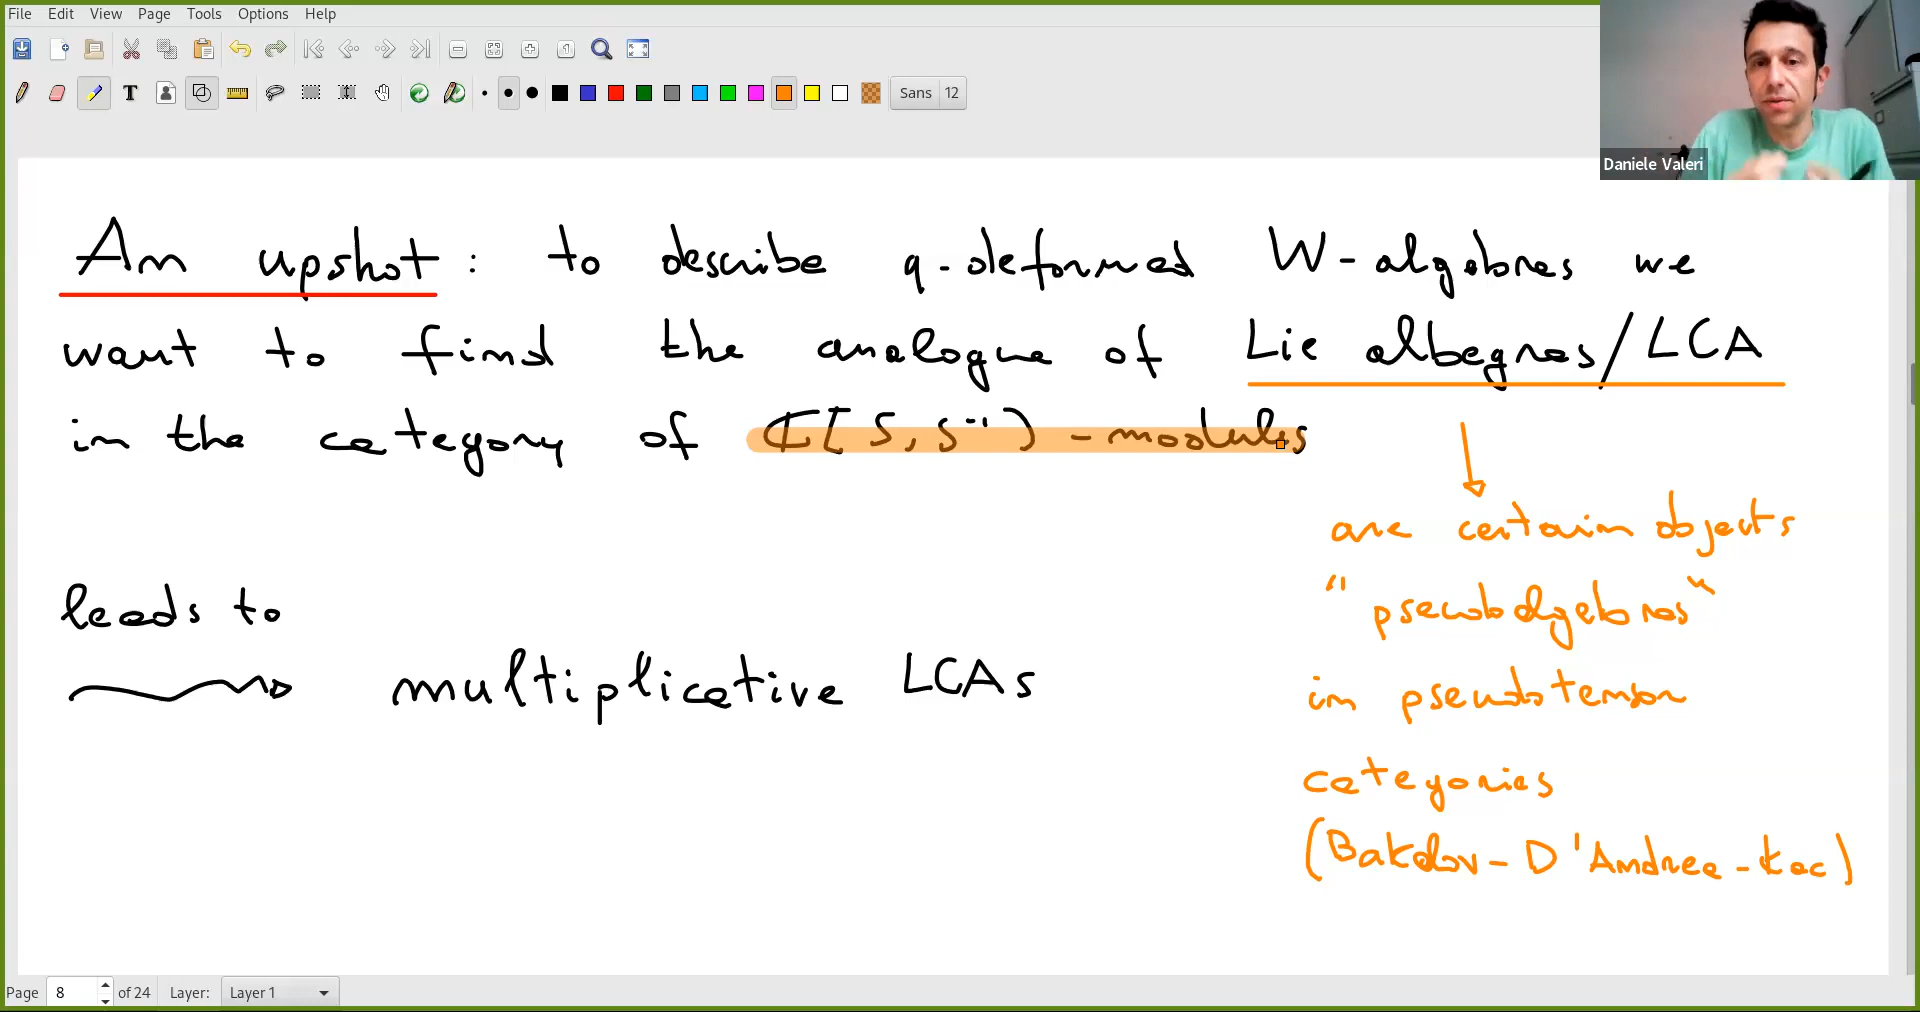 File Edit View Page Tools Options Help
Sans 12
Daniele Valeri
An upshot: to describe q-deformed W-algebras we
want to find the analogue of Lie albegras/LCA
in the category of ℂ[S, S⁻¹]-modules
are certain objects
"pseudoalgebras"
in pseudotensor
categories
(Bakalov-D'Andrea-Kac)
leads to
multiplicative LCAs
Page 8 of 24 Layer: Layer 1